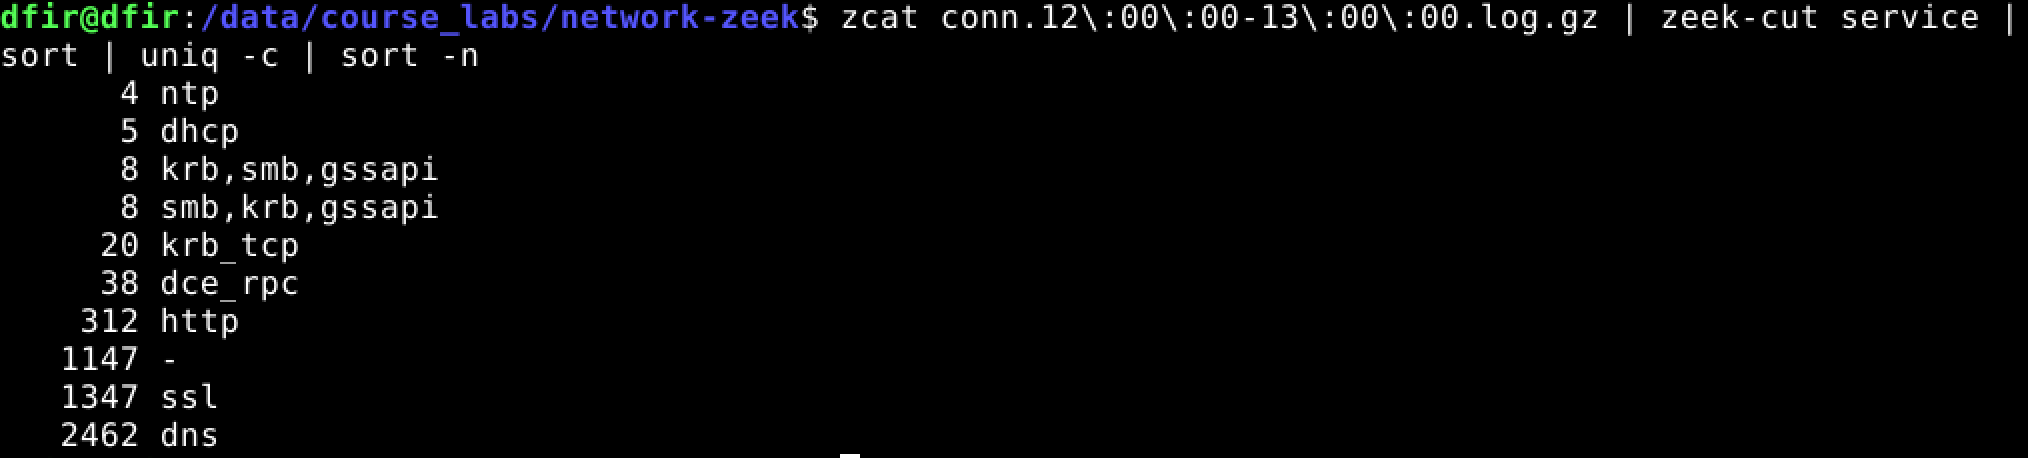 dfir@dfir:/data/course_labs/network-zeek$ zcat conn.12\:00\:00-13\:00\:00.log.gz | zeek-cut service |
sort | uniq -c | sort -n
4 ntp
5 dhcp
8 krb,smb,gssapi
8 smb,krb,gssapi
20 krb_tcp
38 dce_rpc
312 http
1147 -
1347 ssl
2462 dns